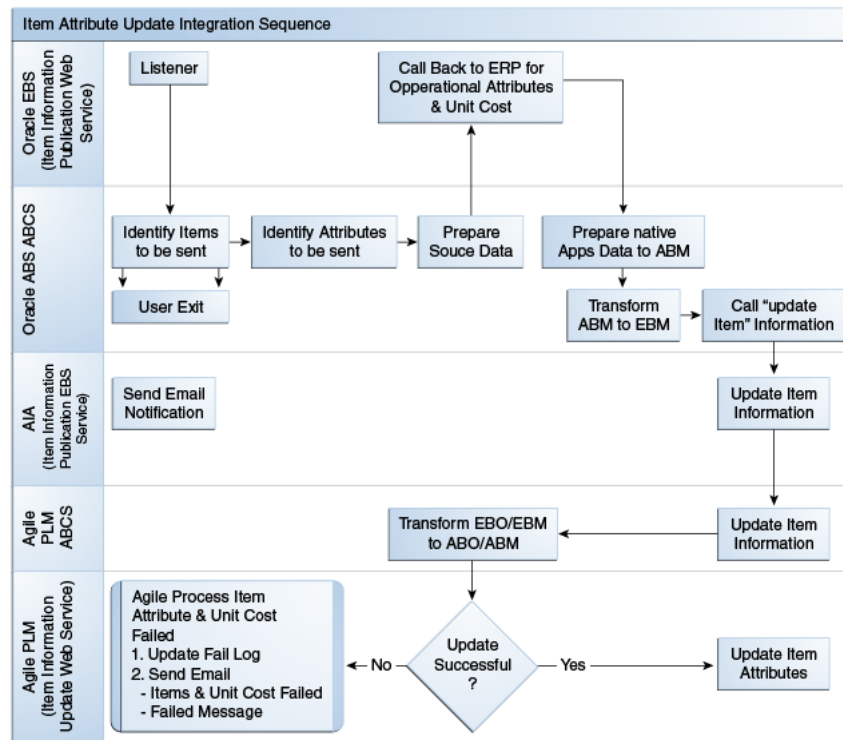 Item Attribute Update Integration Sequence
Oracle EBS
(Item Information
Publication Web
Service)
Listener
Call Back to ERP for
Opperational Attributes
& Unit Cost
Oracle ABS ABCS
Identify Items
to be sent
Identify Attributes
to be sent
Prepare
Souce Data
Prepare native
Apps Data to ABM
User Exit
Transform
ABM to EBM
Call “update
Item” Information
AIA
(Item Information
Publication EBS
Service)
Send Email
Notification
Update Item
Information
Agile
PLM
ABCS
Transform EBO/EBM
to ABO/ABM
Update Item
Information
Agile PLM
(Item Information
Update Web Service)
Agile Process Item
Attribute & Unit Cost
Failed
1. Update Fail Log
2. Send Email
- Items & Unit Cost Failed
- Failed Message
No
Update
Successful
?
Yes
Update Item
Attributes